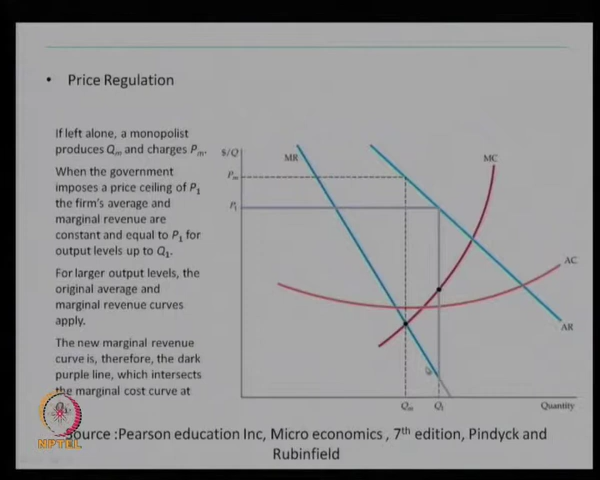 • Price Regulation
If left alone, a monopolist
produces Qm and charges Pm.
When the government
imposes a price ceiling of P1
the firm's average and
marginal revenue are
constant and equal to P1 for
output levels up to Q1.
For larger output levels, the
original average and
marginal revenue curves
apply.
The new marginal revenue
curve is, therefore, the dark
purple line, which intersects
the marginal cost curve at
Q1.
$/Q
MR
MC
Pm
P1
AC
AR
Qm
Q1
Quantity
NPTEL
Source :Pearson education Inc, Micro economics , 7th edition, Pindyck and
Rubinfield